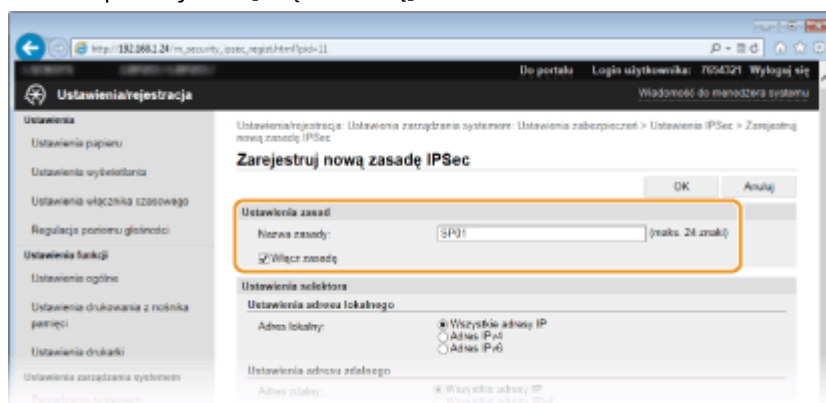 http://192.168.1.24/m_security_ipsec_regist.html?pid=11
Do portalu Login użytkownika: 7654321 Wyloguj się
Ustawienia/rejestracja
Wiadomość do menedżera systemu
Ustawienia
Ustawienia papieru
Ustawienia wyświetlania
Ustawienia włącznika czasowego
Regulacja poziomu głośności
Ustawienia funkcji
Ustawienia ogólne
Ustawienia drukowania z nośnika
pamięci
Ustawienia drukarki
Ustawienia zarządzania systemem
Ustawienia/rejestracja: Ustawienia zarządzania systemem: Ustawienia zabezpieczeń > Ustawienia IPSec > Zarejestruj
nową zasadę IPSec
Zarejestruj nową zasadę IPSec
OK Anuluj
Ustawienia zasad
Nazwa zasady: SP01 (maks. 24 znaki)
Włącz zasadę
Ustawienia selektora
Ustawienia adresu lokalnego
Adres lokalny: Wszystkie adresy IP
Adres IPv4
Adres IPv6
Ustawienia adresu zdalnego
Adres zdalny: Wszystkie adresy IP